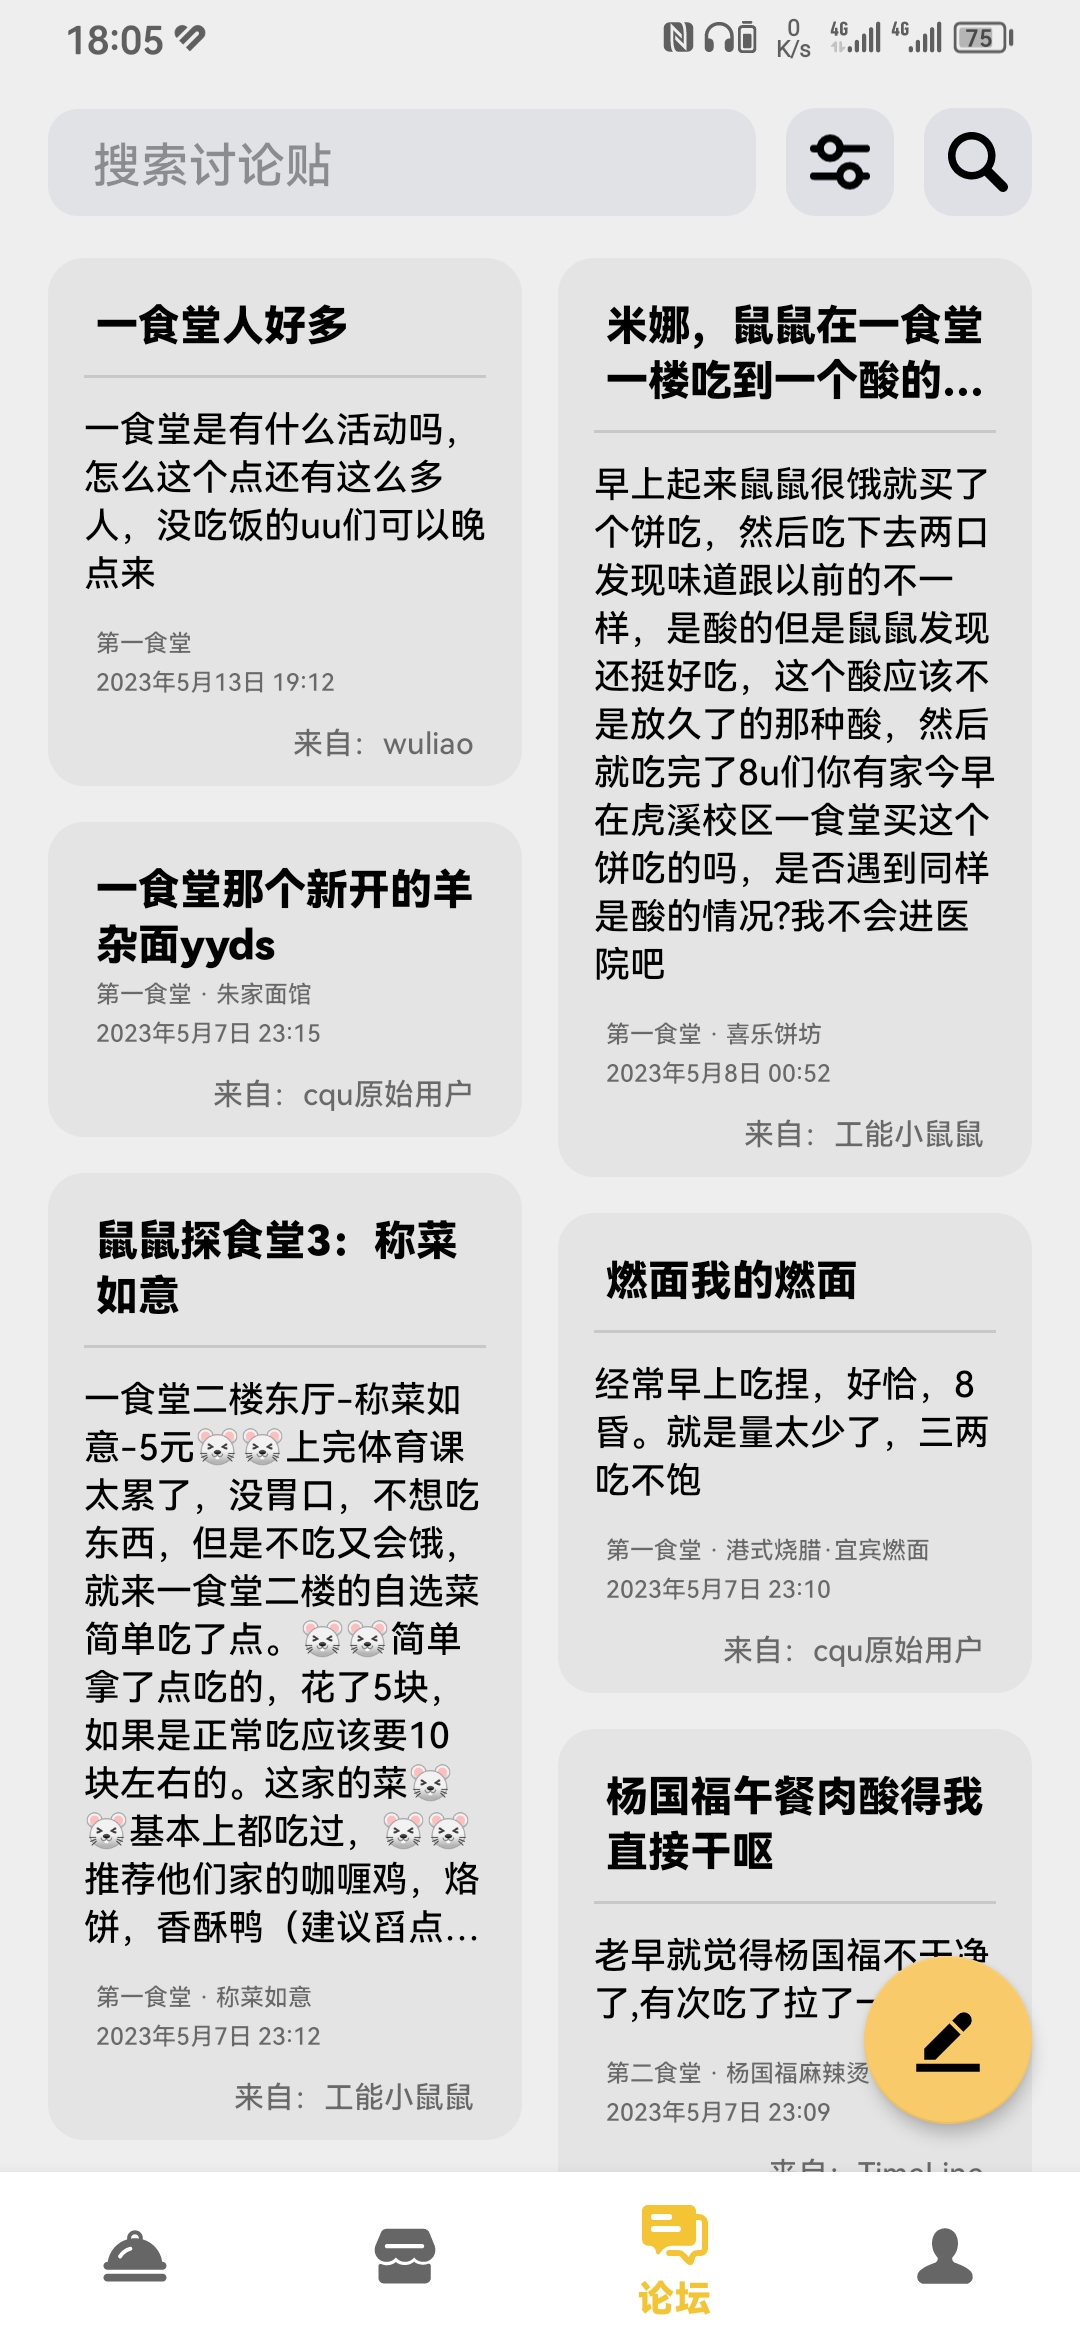 18:05
0
K/s
4G
4G
75
搜索讨论贴
一食堂人好多
一食堂是有什么活动吗，
怎么这个点还有这么多
人，没吃饭的uu们可以晚
点来
第一食堂
2023年5月13日 19:12
来自：wuliao
一食堂那个新开的羊
杂面yyds
第一食堂 · 朱家面馆
2023年5月7日 23:15
来自：cqu原始用户
鼠鼠探食堂3：称菜
如意
一食堂二楼东厅-称菜如
意-5元🐭🐭上完体育课
太累了，没胃口，不想吃
东西，但是不吃又会饿，
就来一食堂二楼的自选菜
简单吃了点。🐭🐭简单
拿了点吃的，花了5块，
如果是正常吃应该要10
块左右的。这家的菜🐭
🐭基本上都吃过，🐭🐭
推荐他们家的咖喱鸡，烙
饼，香酥鸭（建议舀点...
第一食堂 · 称菜如意
2023年5月7日 23:12
来自：工能小鼠鼠
米娜，鼠鼠在一食堂
一楼吃到一个酸的...
早上起来鼠鼠很饿就买了
个饼吃，然后吃下去两口
发现味道跟以前的不一
样，是酸的但是鼠鼠发现
还挺好吃，这个酸应该不
是放久了的那种酸，然后
就吃完了8u们你有家今早
在虎溪校区一食堂买这个
饼吃的吗，是否遇到同样
是酸的情况?我不会进医
院吧
第一食堂 · 喜乐饼坊
2023年5月8日 00:52
来自：工能小鼠鼠
燃面我的燃面
经常早上吃捏，好恰，8
昏。就是量太少了，三两
吃不饱
第一食堂 · 港式烧腊·宜宾燃面
2023年5月7日 23:10
来自：cqu原始用户
杨国福午餐肉酸得我
直接干呕
老早就觉得杨国福不干净
了,有次吃了拉了一
第二食堂 · 杨国福麻辣烫
2023年5月7日 23:09
来自：TimeLine
论坛